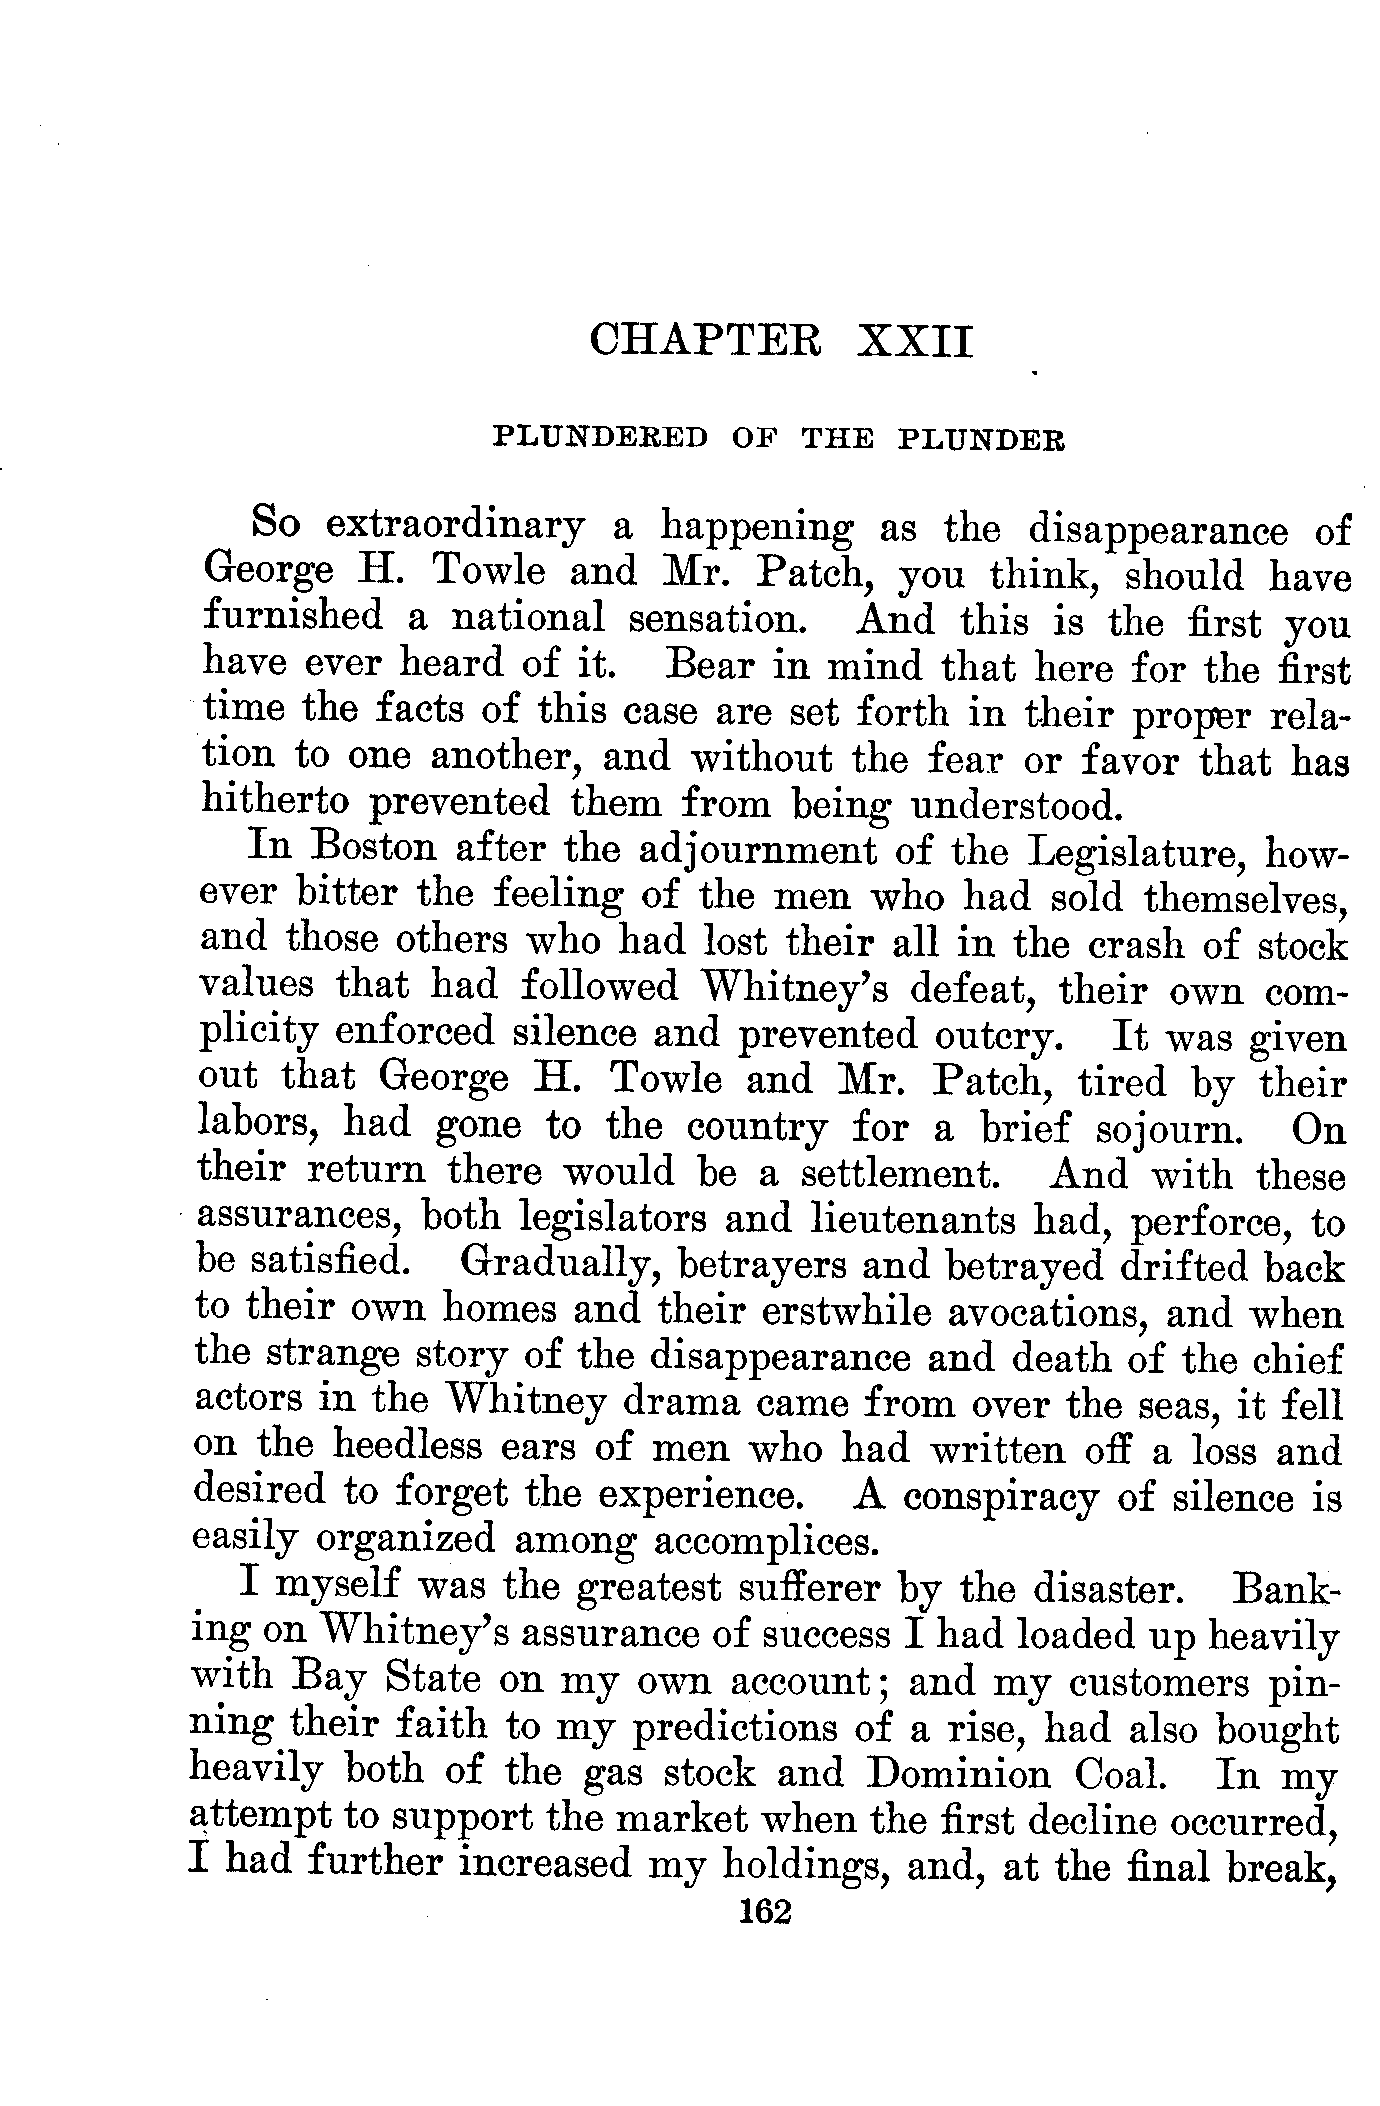 CHAPTER XXII
PLUNDERED OF THE PLUNDER
So extraordinary a happening as the disappearance of
George H. Towle and Mr. Patch, you think, should have
furnished a national sensation. And this is the first you
have ever heard of it. Bear in mind that here for the first
time the facts of this case are set forth in their proper rela-
tion to one another, and without the fear or favor that has
hitherto prevented them from being understood.
In Boston after the adjournment of the Legislature, how-
ever bitter the feeling of the men who had sold themselves,
and those others who had lost their all in the crash of stock
values that had followed Whitney's defeat, their own com-
plicity enforced silence and prevented outcry. It was given
out that George H. Towle and Mr. Patch, tired by their
labors, had gone to the country for a brief sojourn. On
their return there would be a settlement. And with these
assurances, both legislators and lieutenants had, perforce, to
be satisfied. Gradually, betrayers and betrayed drifted back
to their own homes and their erstwhile avocations, and when
the strange story of the disappearance and death of the chief
actors in the Whitney drama came from over the seas, it fell
on the heedless ears of men who had written off a loss and
desired to forget the experience. A conspiracy of silence is
easily organized among accomplices.
I myself was the greatest sufferer by the disaster. Bank-
ing on Whitney's assurance of success I had loaded up heavily
with Bay State on my own account; and my customers pin-
ning their faith to my predictions of a rise, had also bought
heavily both of the gas stock and Dominion Coal. In my
attempt to support the market when the first decline occurred,
I had further increased my holdings, and, at the final break,
162